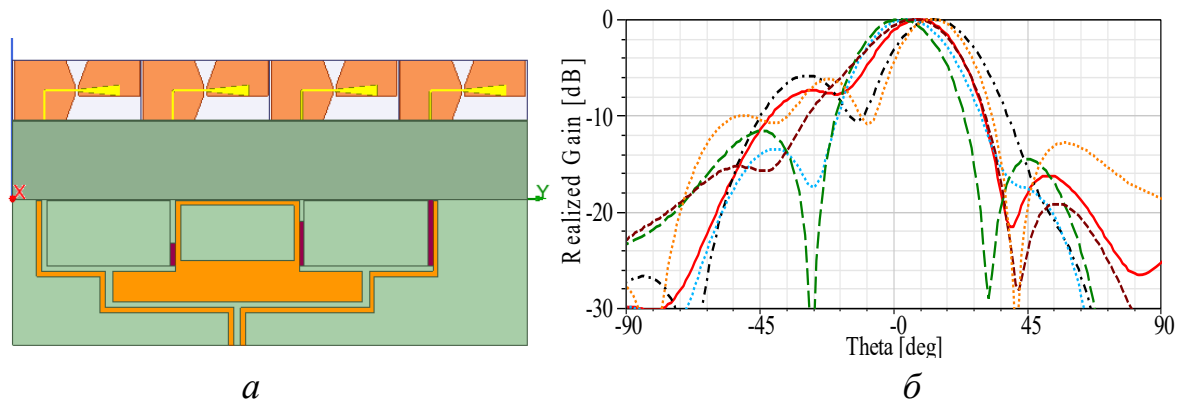 X
Y
Realized Gain [dB]
0
-10
-20
-30
-90
-45
-0
45
90
Theta [deg]
а
б